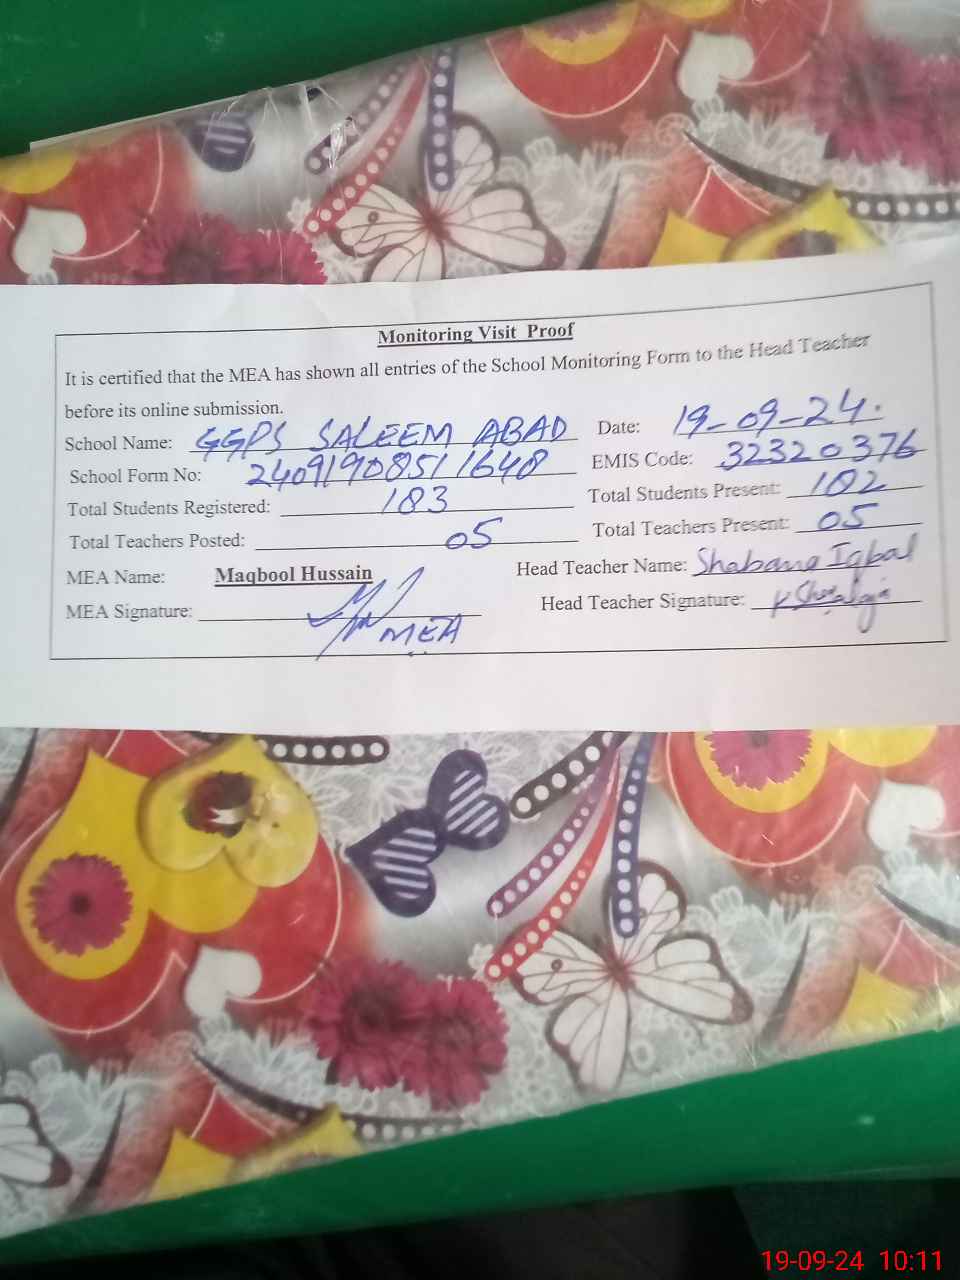 Monitoring Visit Proof
It is certified that the MEA has shown all entries of the School Monitoring Form to the Head Teacher
before its online submission.
School Name: GGPS SALEEM ABAD Date: 19-09-24.
School Form No: 24091908511648 EMIS Code: 32320376
Total Students Registered: 183 Total Students Present: 102
Total Teachers Posted: 05 Total Teachers Present: 05
MEA Name: Maqbool Hussain Head Teacher Name: Shabana Iqbal
MEA Signature: MEA Head Teacher Signature:
19-09-24 10:11